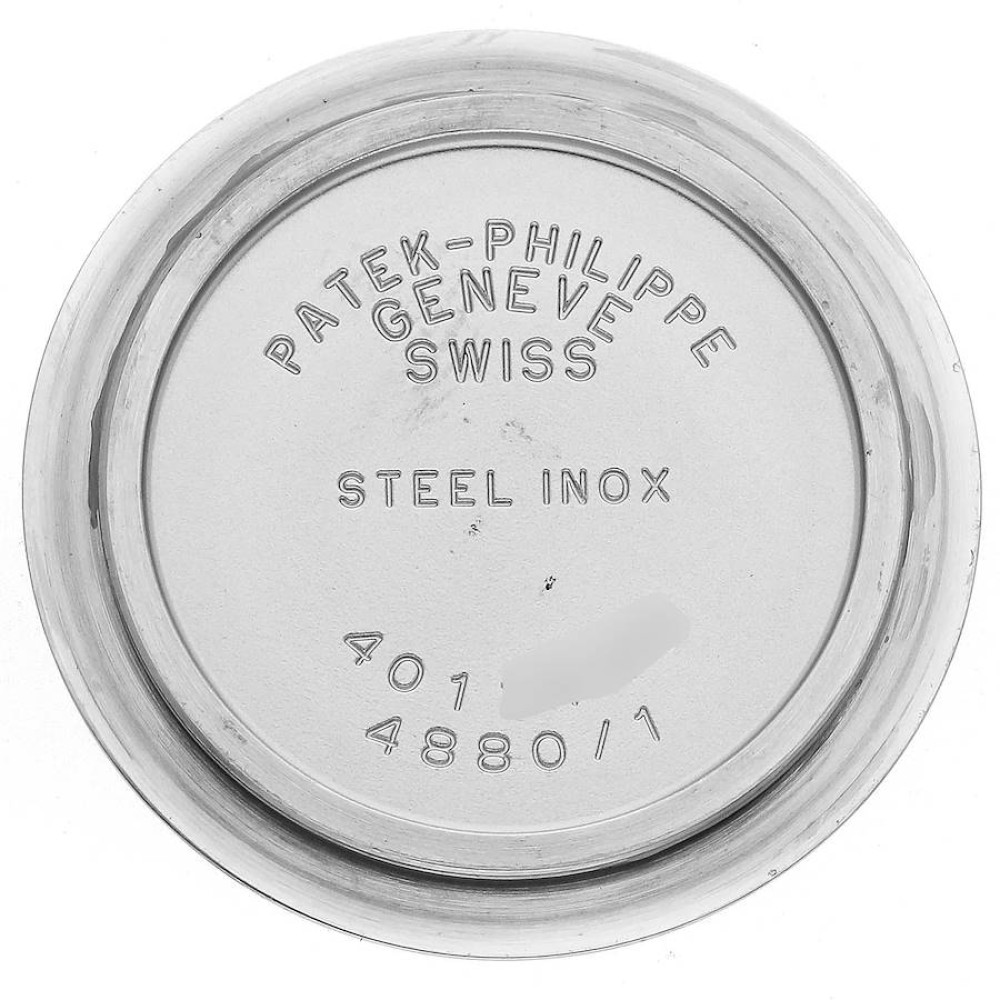 PATEK-PHILIPPE
GENEVE
SWISS
STEEL INOX
401
4880/1